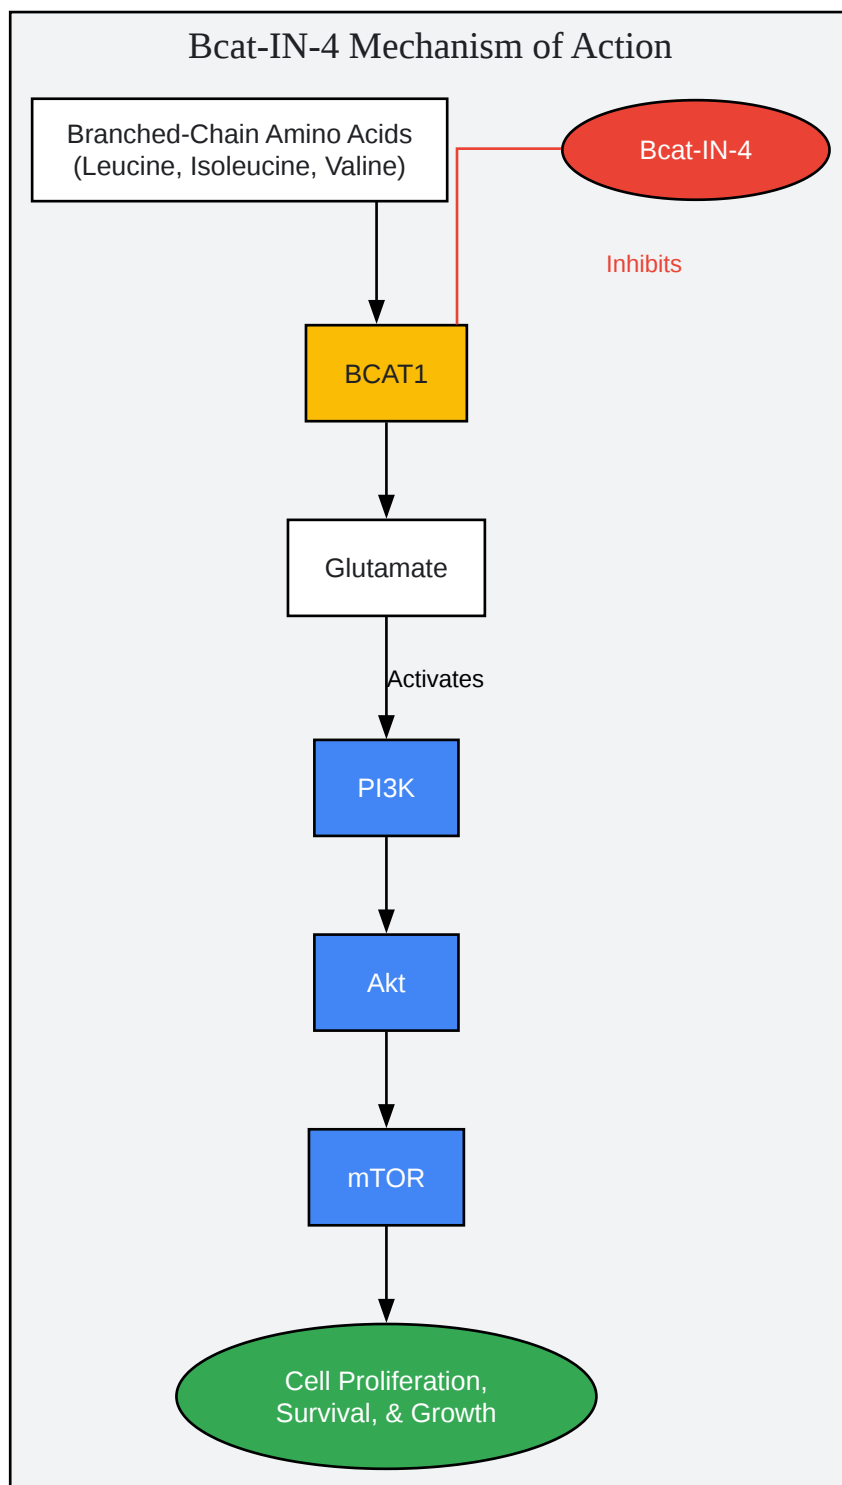 Bcat-IN-4 Mechanism of Action
Branched-Chain Amino Acids
(Leucine, Isoleucine, Valine)
Bcat-IN-4
Inhibits
BCAT1
Glutamate
Activates
PI3K
Akt
mTOR
Cell Proliferation,
Survival, & Growth